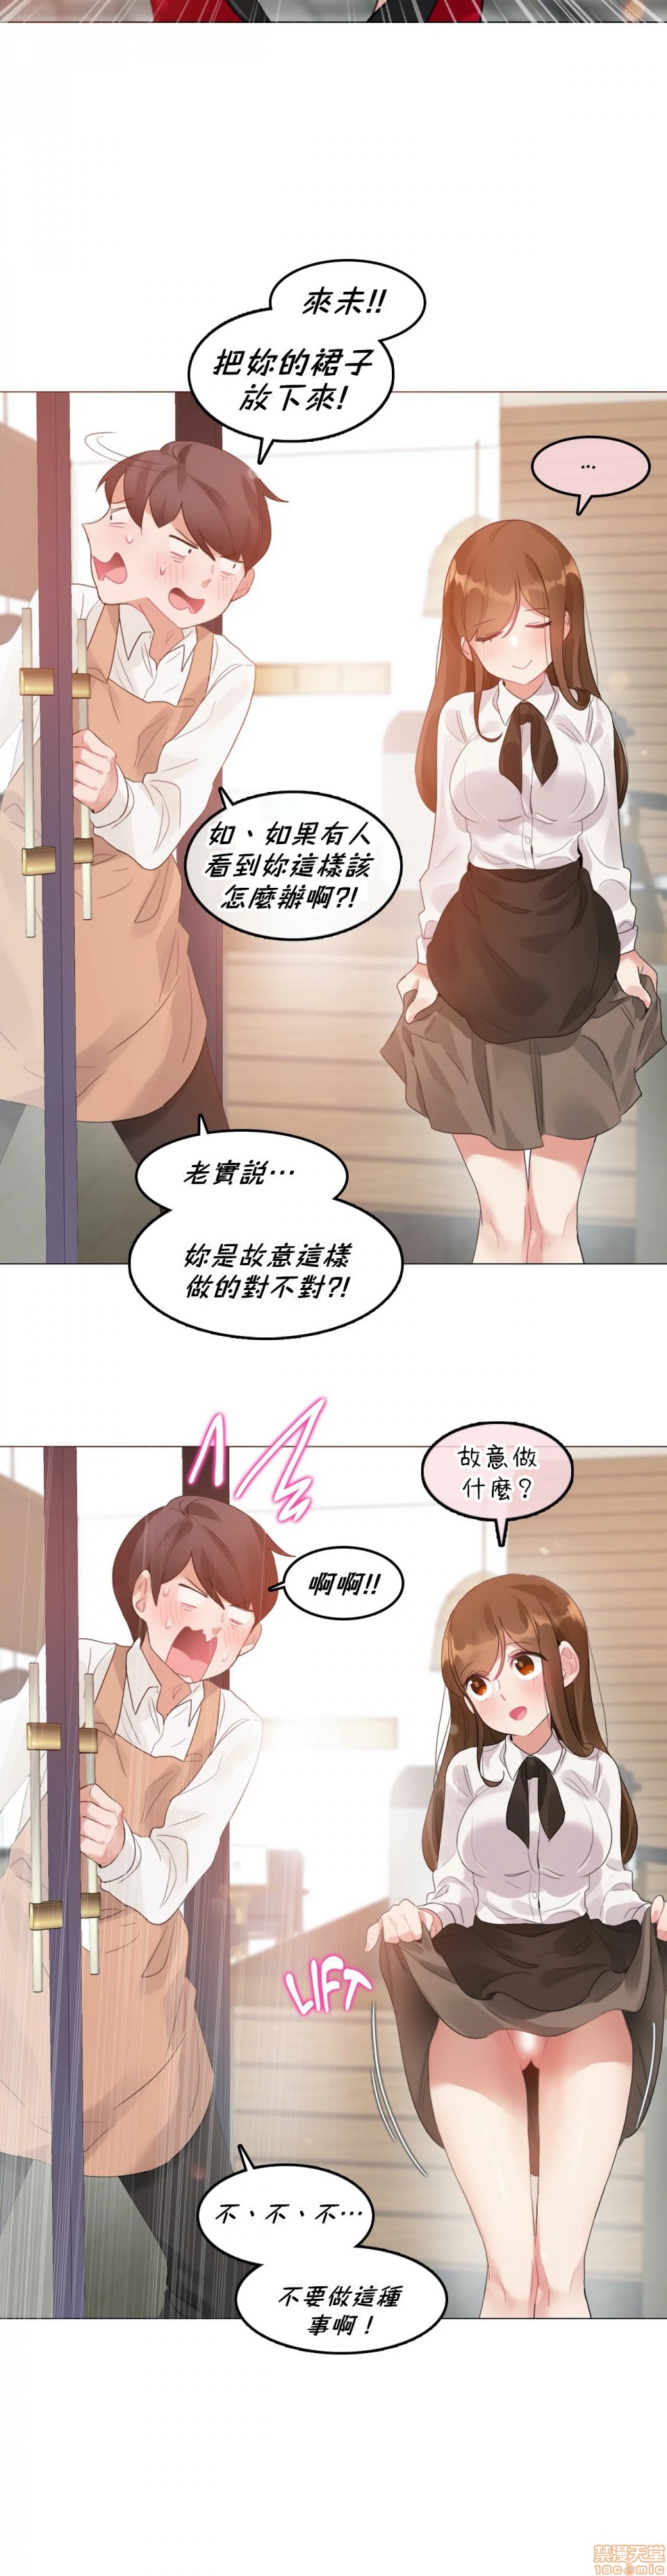 來未!!
把妳的裙子
放下來!
...
如、如果有人
看到妳這樣該
怎麼辦啊?!
老實説…
妳是故意這樣
做的對不對?!
故意做
什麼？
啊啊!!
LIFT
不、不、不…
不要做這種
事啊！
禁漫天堂
18comic